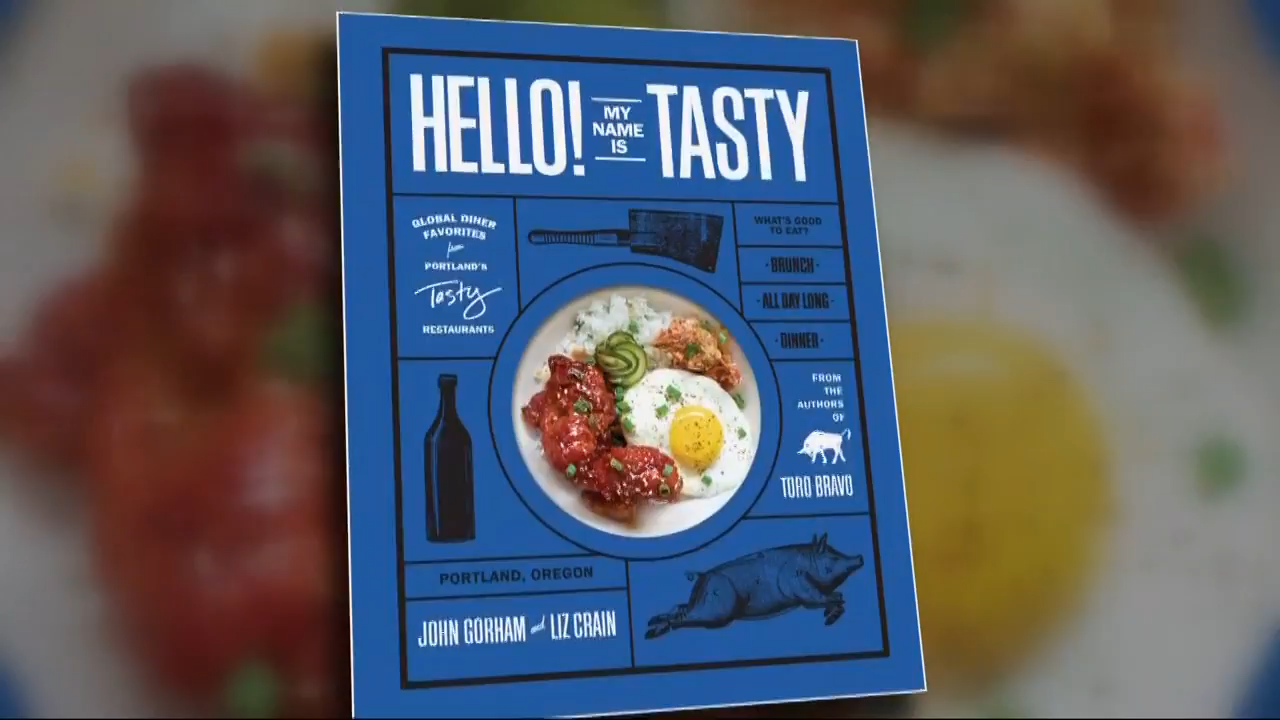 HELLO! MY NAME IS TASTY
GLOBAL DINER
FAVORITES
from
PORTLAND'S
Tasty
RESTAURANTS
WHAT'S GOOD
TO EAT?
·BRUNCH·
·ALL DAY LONG·
·DINNER·
FROM
THE
AUTHORS
OF
TORO BRAVO
PORTLAND, OREGON
JOHN GORHAM and LIZ CRAIN